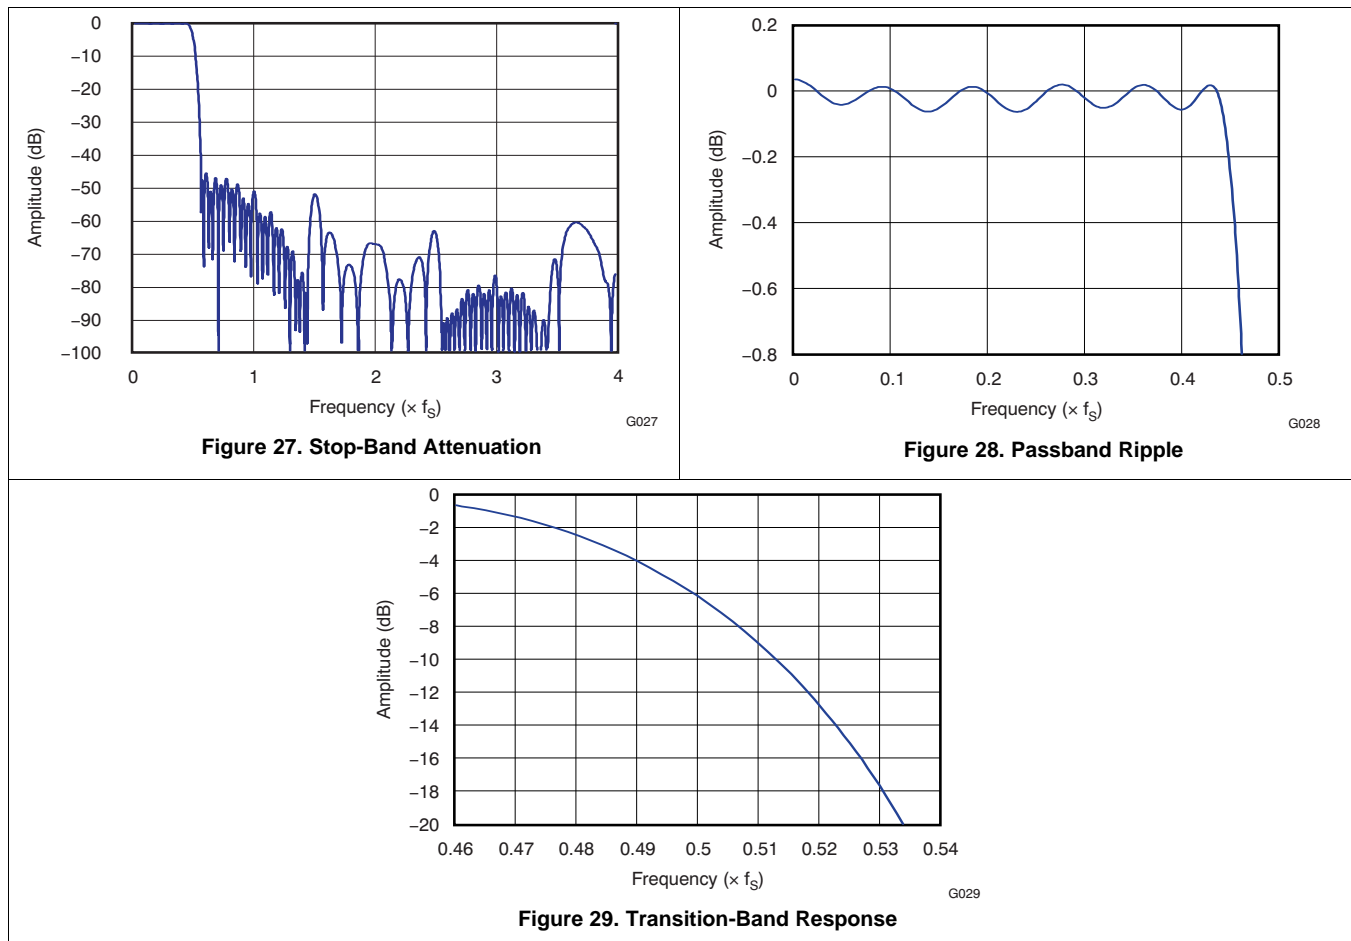 0
−10
−20
−30
−40
−50
−60
−70
−80
−90
−100
Amplitude (dB)
0 1 2 3 4
Frequency (× fS)
G027
Figure 27. Stop-Band Attenuation
0.2
0
−0.2
−0.4
−0.6
−0.8
Amplitude (dB)
0 0.1 0.2 0.3 0.4 0.5
Frequency (× fS)
G028
Figure 28. Passband Ripple
0
−2
−4
−6
−8
−10
−12
−14
−16
−18
−20
Amplitude (dB)
0.46 0.47 0.48 0.49 0.5 0.51 0.52 0.53 0.54
Frequency (× fS)
G029
Figure 29. Transition-Band Response